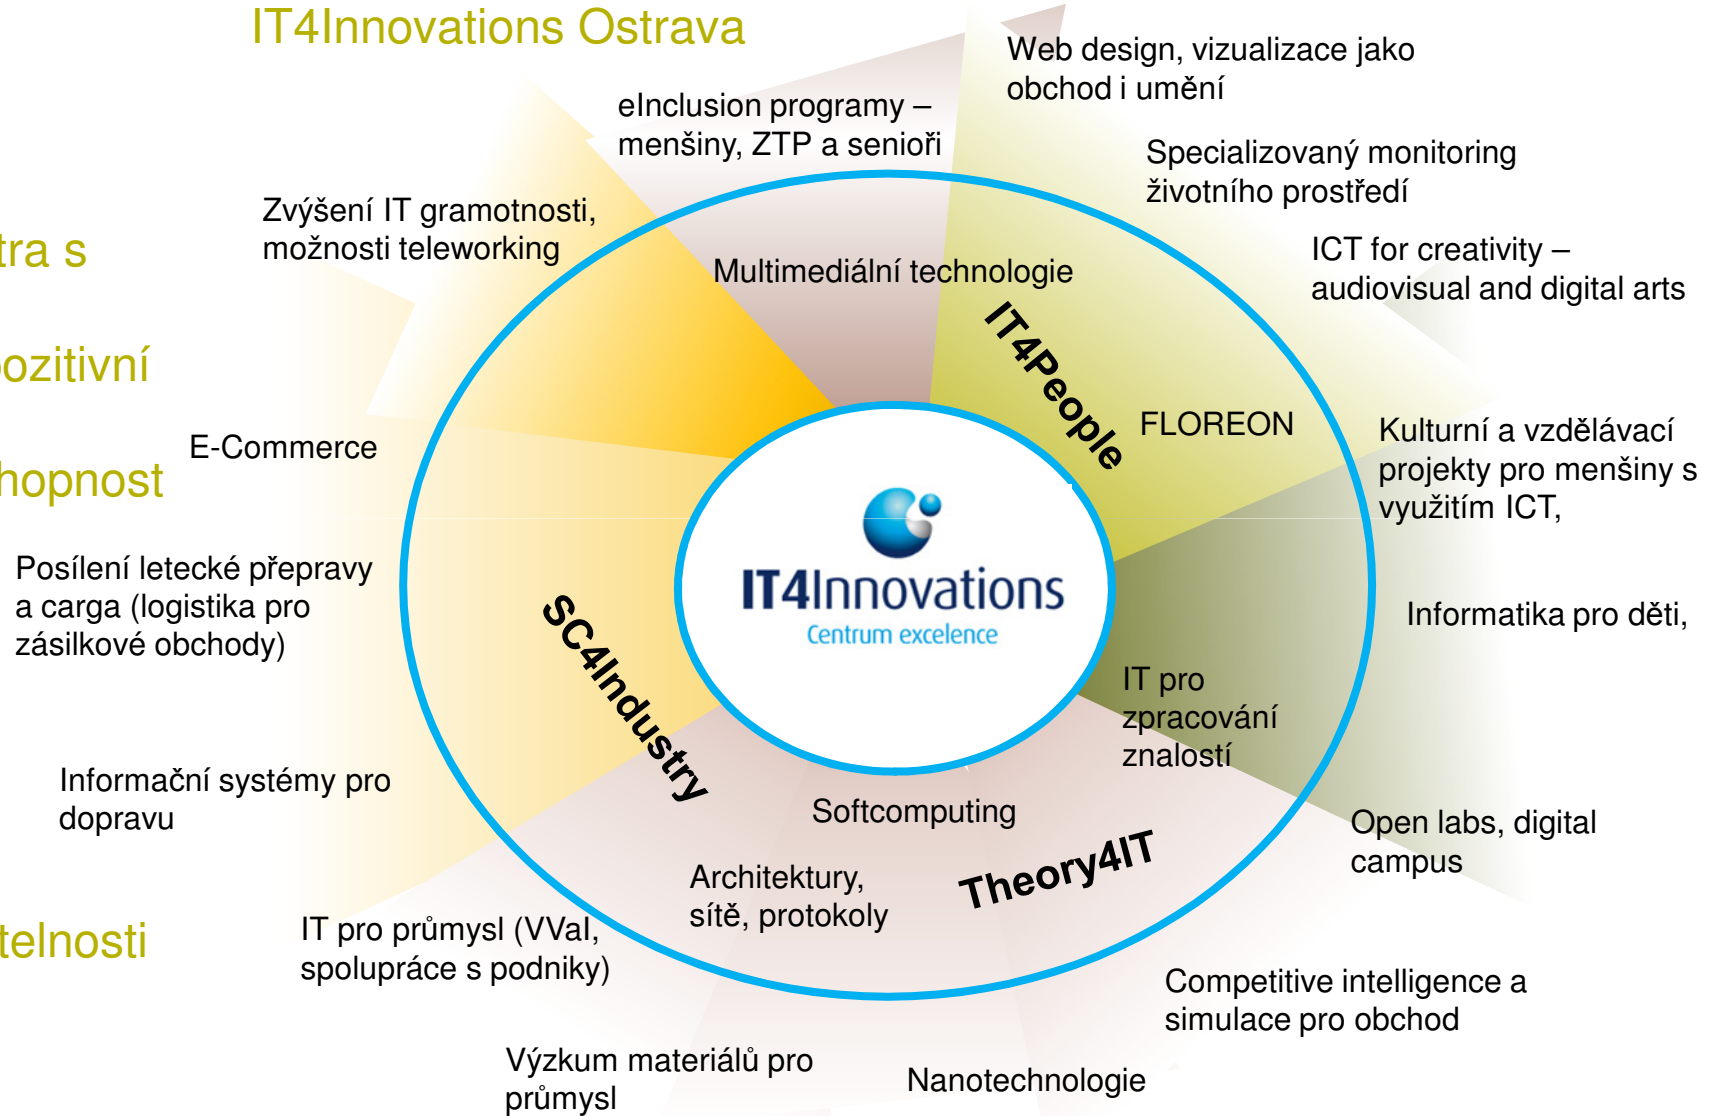 IT4Innovations Ostrava
tra s
pozitivní
hopnost
telnosti
Web design, vizualizace jako
obchod i umění
eInclusion programy –
menšiny, ZTP a senioři
Specializovaný monitoring
životního prostředí
Zvýšení IT gramotnosti,
možnosti teleworking
ICT for creativity –
audiovisual and digital arts
Multimediální technologie
IT4People
FLOREON
E-Commerce
Kulturní a vzdělávací
projekty pro menšiny s
využitím ICT,
IT4Innovations
Centrum excelence
Posílení letecké přepravy
a carga (logistika pro
zásilkové obchody)
SC4Industry
Informatika pro děti,
IT pro
zpracování
znalostí
Informační systémy pro
dopravu
Softcomputing
Theory4IT
Open labs, digital
campus
Architektury,
sítě, protokoly
IT pro průmysl (VVaI,
spolupráce s podniky)
Competitive intelligence a
simulace pro obchod
Výzkum materiálů pro
průmysl
Nanotechnologie